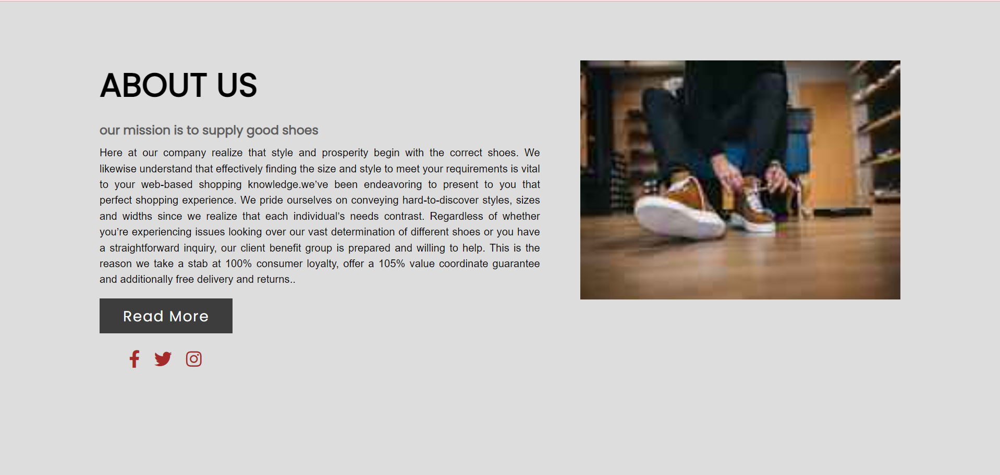 ABOUT US
our mission is to supply good shoes
Here at our company realize that style and prosperity begin with the correct shoes. We
likewise understand that effectively finding the size and style to meet your requirements is vital
to your web-based shopping knowledge.we’ve been endeavoring to present to you that
perfect shopping experience. We pride ourselves on conveying hard-to-discover styles, sizes
and widths since we realize that each individual’s needs contrast. Regardless of whether
you’re experiencing issues looking over our vast determination of different shoes or you have
a straightforward inquiry, our client benefit group is prepared and willing to help. This is the
reason we take a stab at 100% consumer loyalty, offer a 105% value coordinate guarantee
and additionally free delivery and returns..
Read More